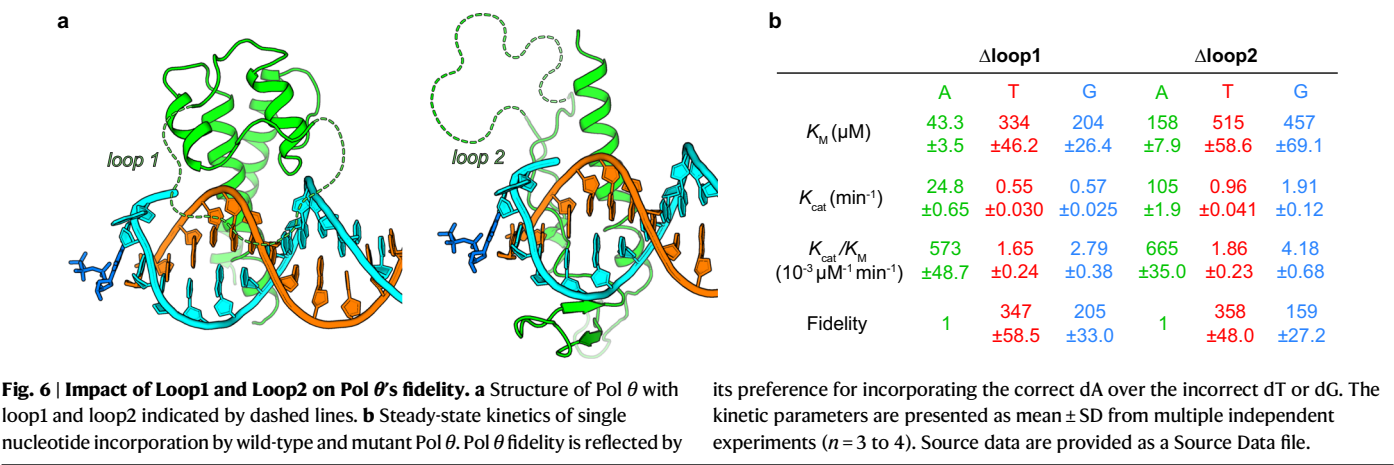 a
loop 1
loop 2
b
Δloop1 Δloop2
A T G A T G
KM (μM) 43.3 334 204 158 515 457
±3.5 ±46.2 ±26.4 ±7.9 ±58.6 ±69.1
Kcat (min-1) 24.8 0.55 0.57 105 0.96 1.91
±0.65 ±0.030 ±0.025 ±1.9 ±0.041 ±0.12
Kcat/KM 573 1.65 2.79 665 1.86 4.18
(10-3 μM-1 min-1) ±48.7 ±0.24 ±0.38 ±35.0 ±0.23 ±0.68
Fidelity 1 347 205 1 358 159
±58.5 ±33.0 ±48.0 ±27.2
Fig. 6 | Impact of Loop1 and Loop2 on Pol θ's fidelity. a Structure of Pol θ with
loop1 and loop2 indicated by dashed lines. b Steady-state kinetics of single
nucleotide incorporation by wild-type and mutant Pol θ. Pol θ fidelity is reflected by
its preference for incorporating the correct dA over the incorrect dT or dG. The
kinetic parameters are presented as mean ± SD from multiple independent
experiments (n = 3 to 4). Source data are provided as a Source Data file.